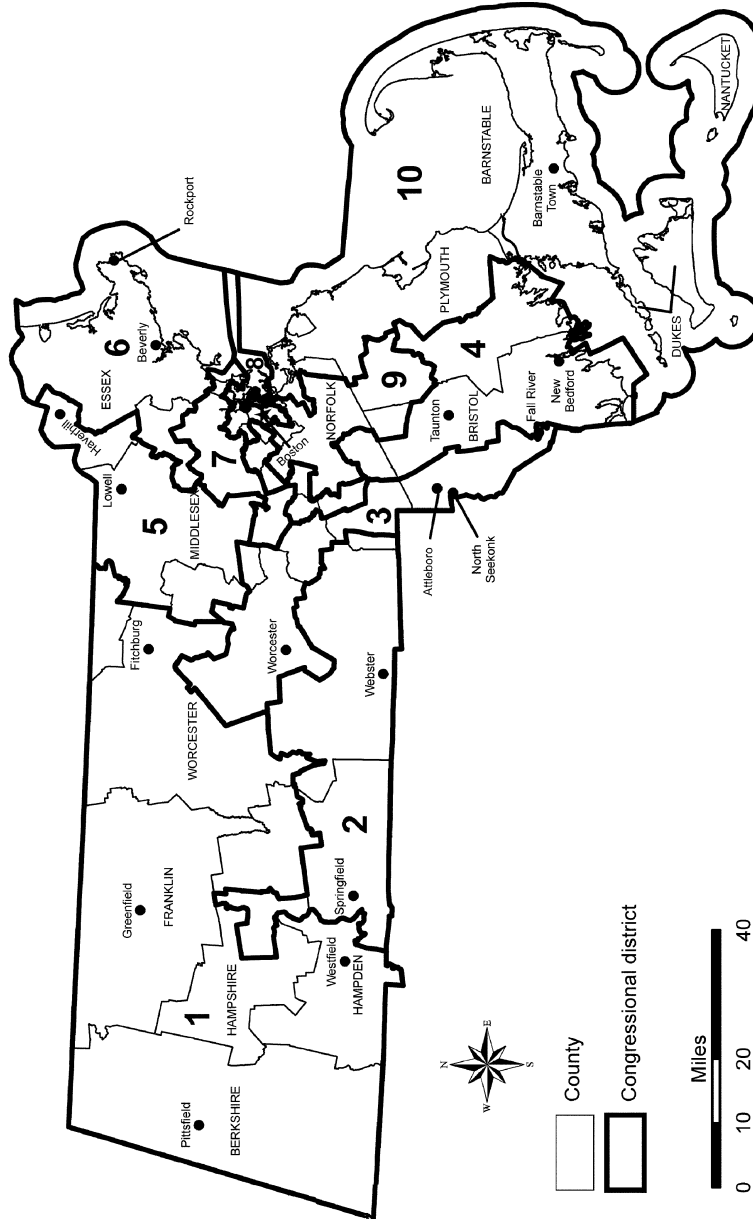 Pittsfield
BERKSHIRE
1
HAMPSHIRE
Greenfield
FRANKLIN
Westfield
HAMPDEN
Springfield
2
WORCESTER
Fitchburg
Worcester
Webster
Lowell
5
MIDDLESEX
Haverhill
ESSEX
6
Beverly
Rockport
7
8
Boston
NORFOLK
3
9
Attleboro
North
Seekonk
Taunton
BRISTOL
4
Fall River
New
Bedford
PLYMOUTH
10
BARNSTABLE
Barnstable
Town
DUKES
NANTUCKET
N
W
E
S
County
Congressional district
Miles
0
10
20
40